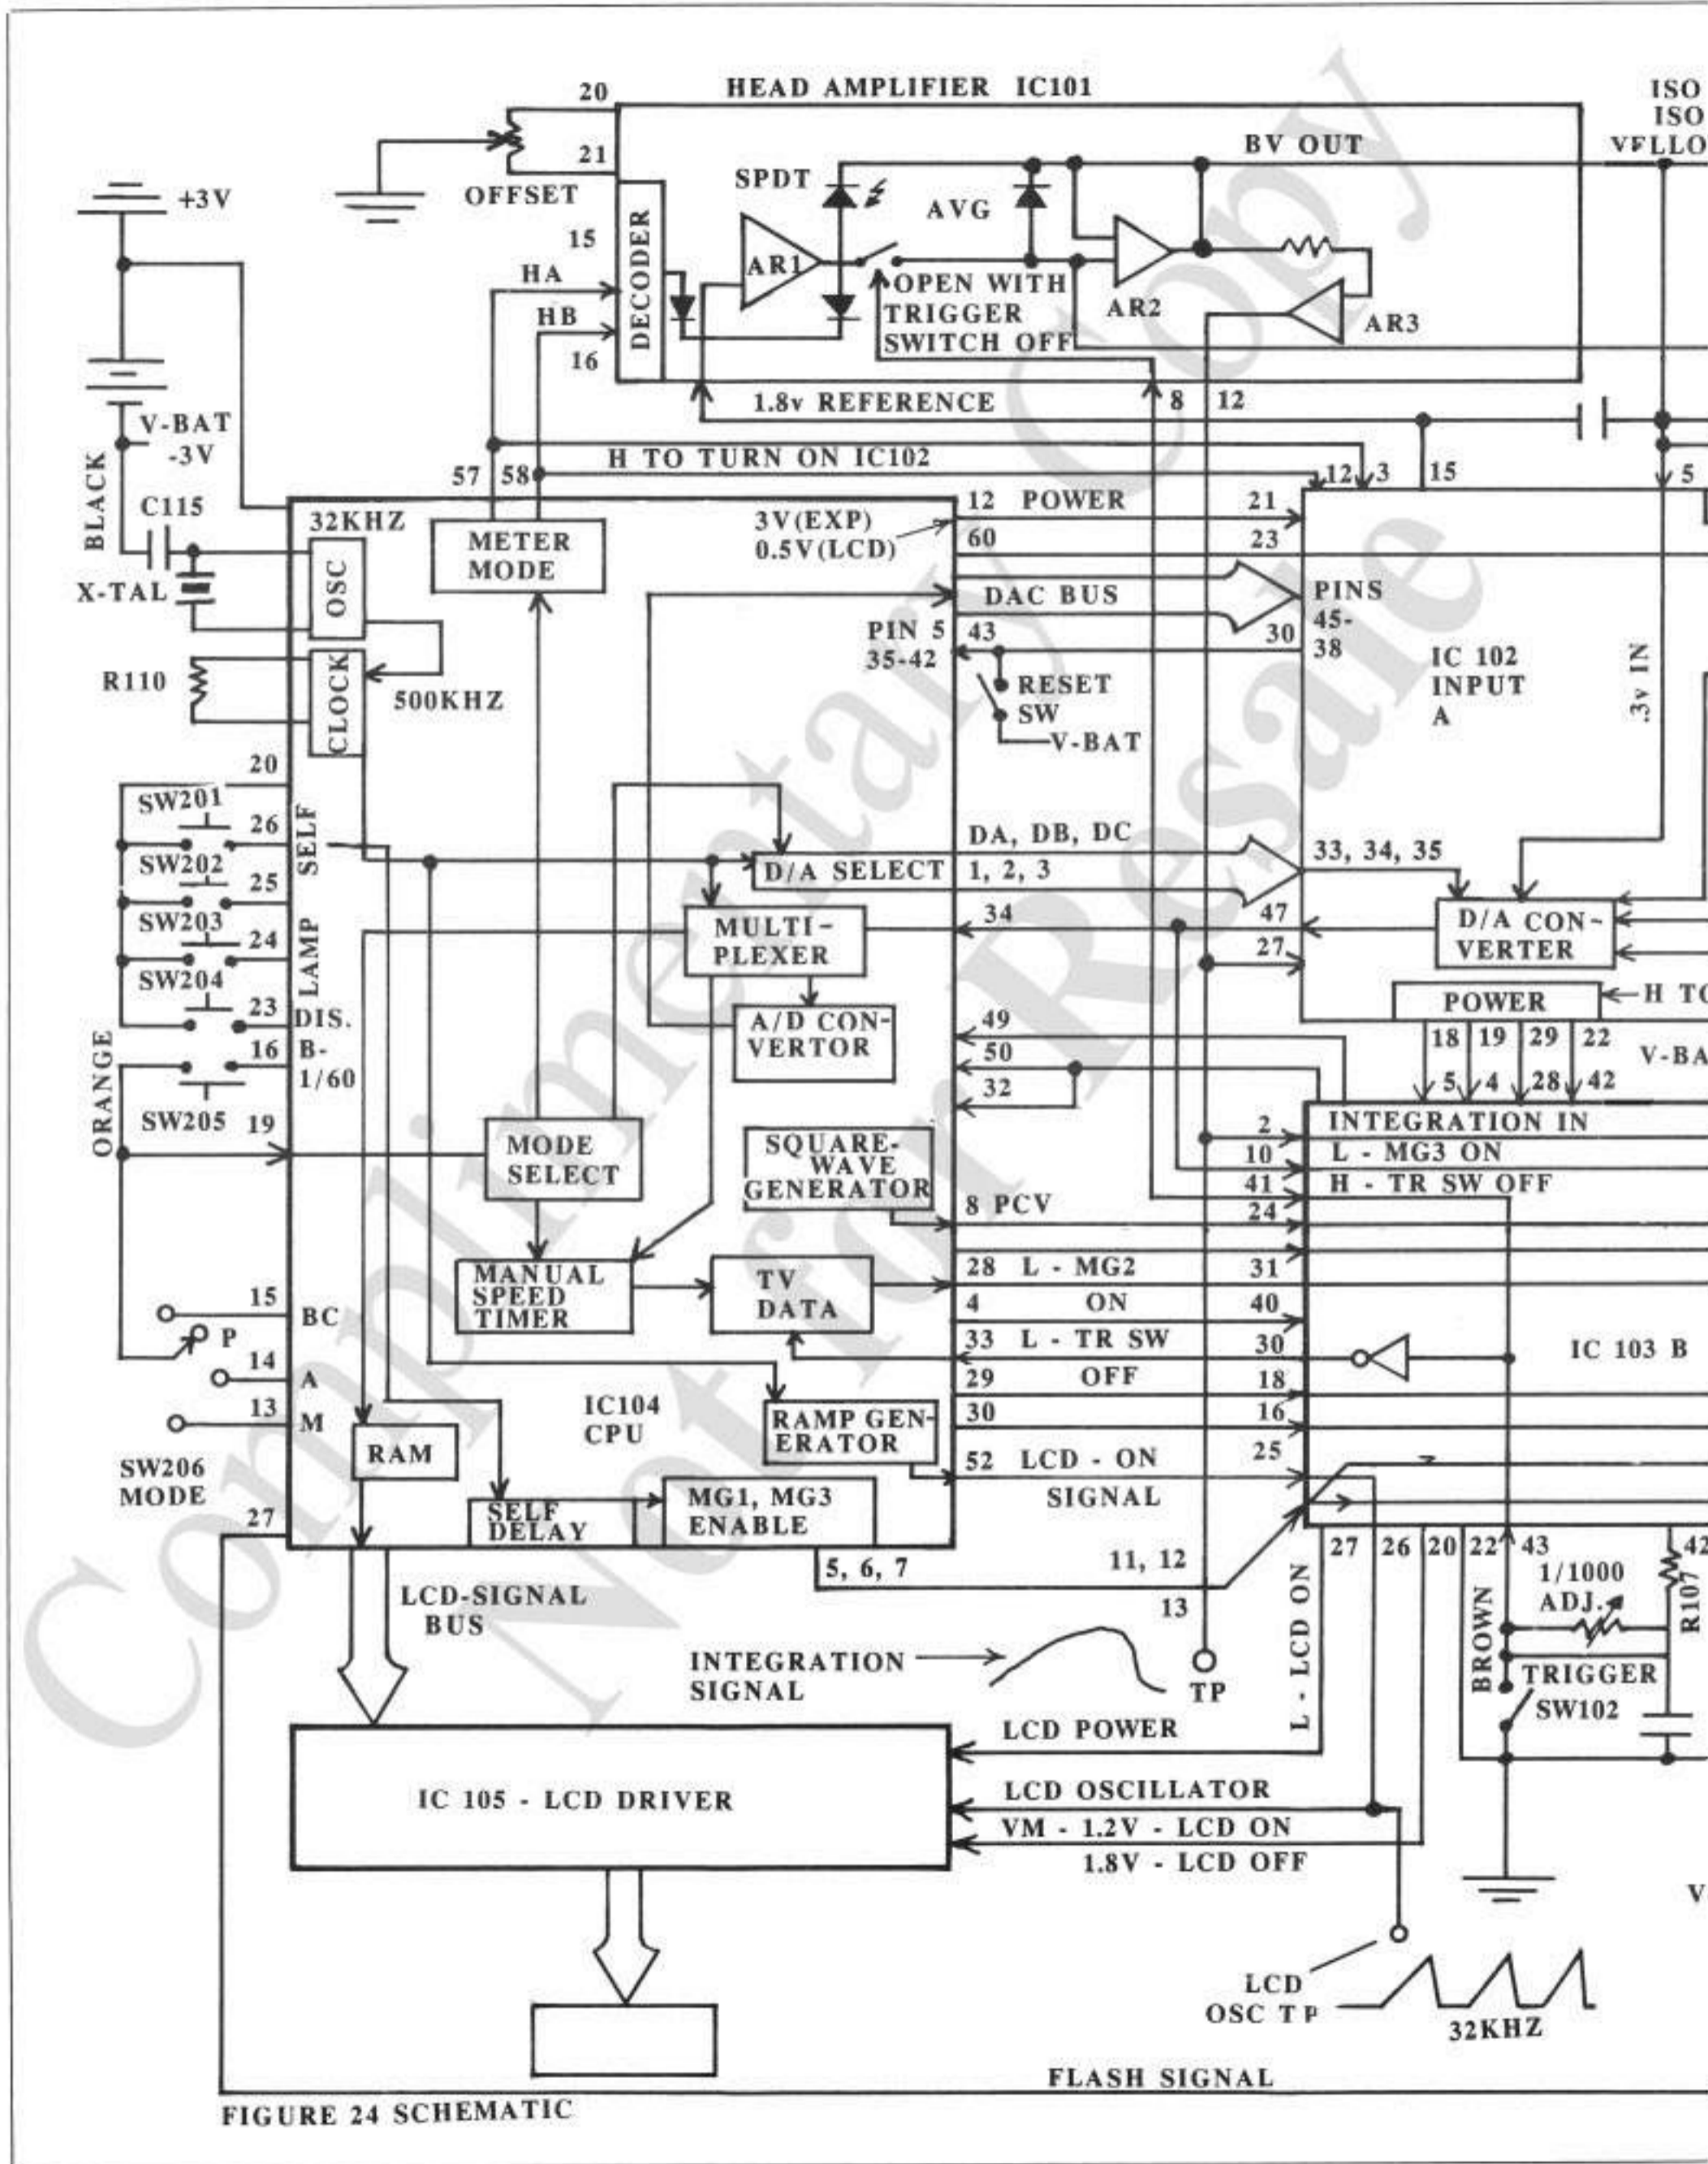 HEAD AMPLIFIER IC101
20
21
OFFSET
+3V
SPDT
AVG
BV OUT
ISO
ISO
15
HA
HB
16
DECODER
AR1
AR2
AR3
OPEN WITH
TRIGGER
SWITCH OFF
1.8v REFERENCE
8
12
V-BAT
-3V
BLACK
H TO TURN ON IC102
57
58
12
3
15
5
C115
X-TAL
32KHZ
OSC
METER
MODE
3V(EXP)
0.5V(LCD)
12 POWER 21
60 23
DAC BUS
PINS
45-
38
PIN 5
35-42
43 30
RESET
SW
V-BAT
IC 102
INPUT
A
.3v IN
R110
CLOCK
500KHZ
20
SW201
26
SELF
SW202
25
SW203
24
LAMP
SW204
23
DIS.
16
B-
1/60
ORANGE
SW205
19
D/A SELECT
DA, DB, DC
1, 2, 3
33, 34, 35
MULTI-
PLEXER
34 47
27
D/A CON-
VERTER
A/D CON-
VERTOR
POWER
H TO
49
50
32
18 19 29 22
V-BA
5 4 28 42
MODE
SELECT
SQUARE-
WAVE
GENERATOR
2 INTEGRATION IN
10 L - MG3 ON
41 H - TR SW OFF
8 PCV 24
31
MANUAL
SPEED
TIMER
TV
DATA
28 L - MG2
4 ON 40
33 L - TR SW 30
29 OFF 18
30 16
IC 103 B
15
BC
P
14
A
13
M
SW206
MODE
27
IC104
CPU
RAM
RAMP GEN-
ERATOR
52 LCD - ON 25
SIGNAL
SELF
DELAY
MG1, MG3
ENABLE
5, 6, 7
11, 12
13
27 26 20 22 43 42
L - LCD ON
BROWN
1/1000
ADJ.
R107
TRIGGER
SW102
LCD-SIGNAL
BUS
INTEGRATION
SIGNAL
TP
LCD POWER
IC 105 - LCD DRIVER
LCD OSCILLATOR
VM - 1.2V - LCD ON
1.8V - LCD OFF
V
LCD
OSC TP
32KHZ
FLASH SIGNAL
FIGURE 24 SCHEMATIC
Complimentary Copy
Not for Resale